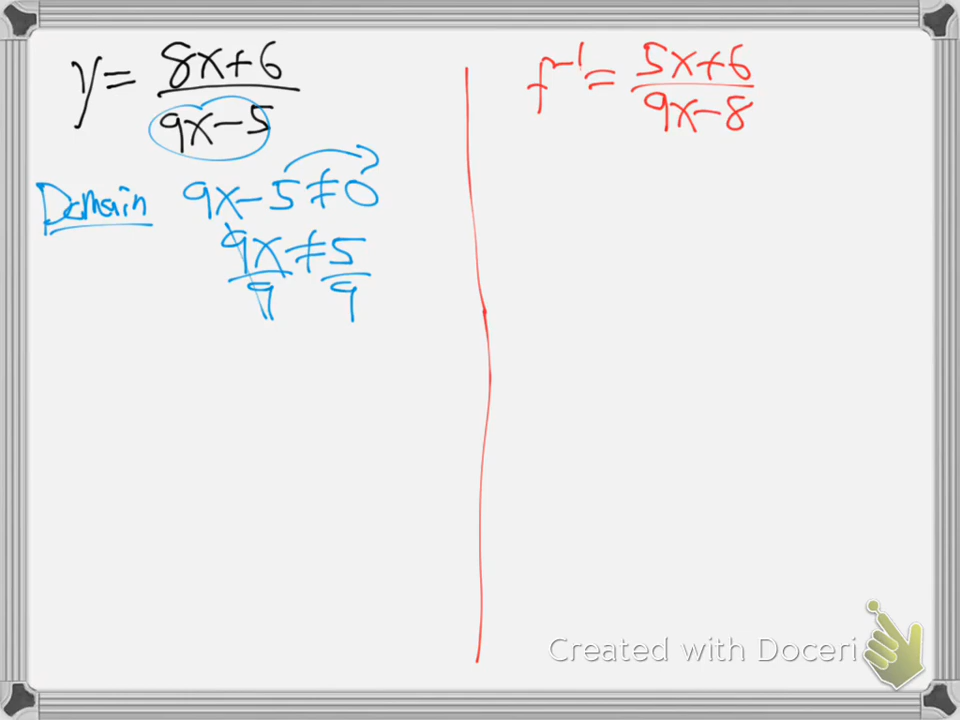 y = 8x+6
9x-5
Domain 9x-5≠0
9x≠5
9 9
f⁻¹ = 5x+6
9x-8
Created with Doceri